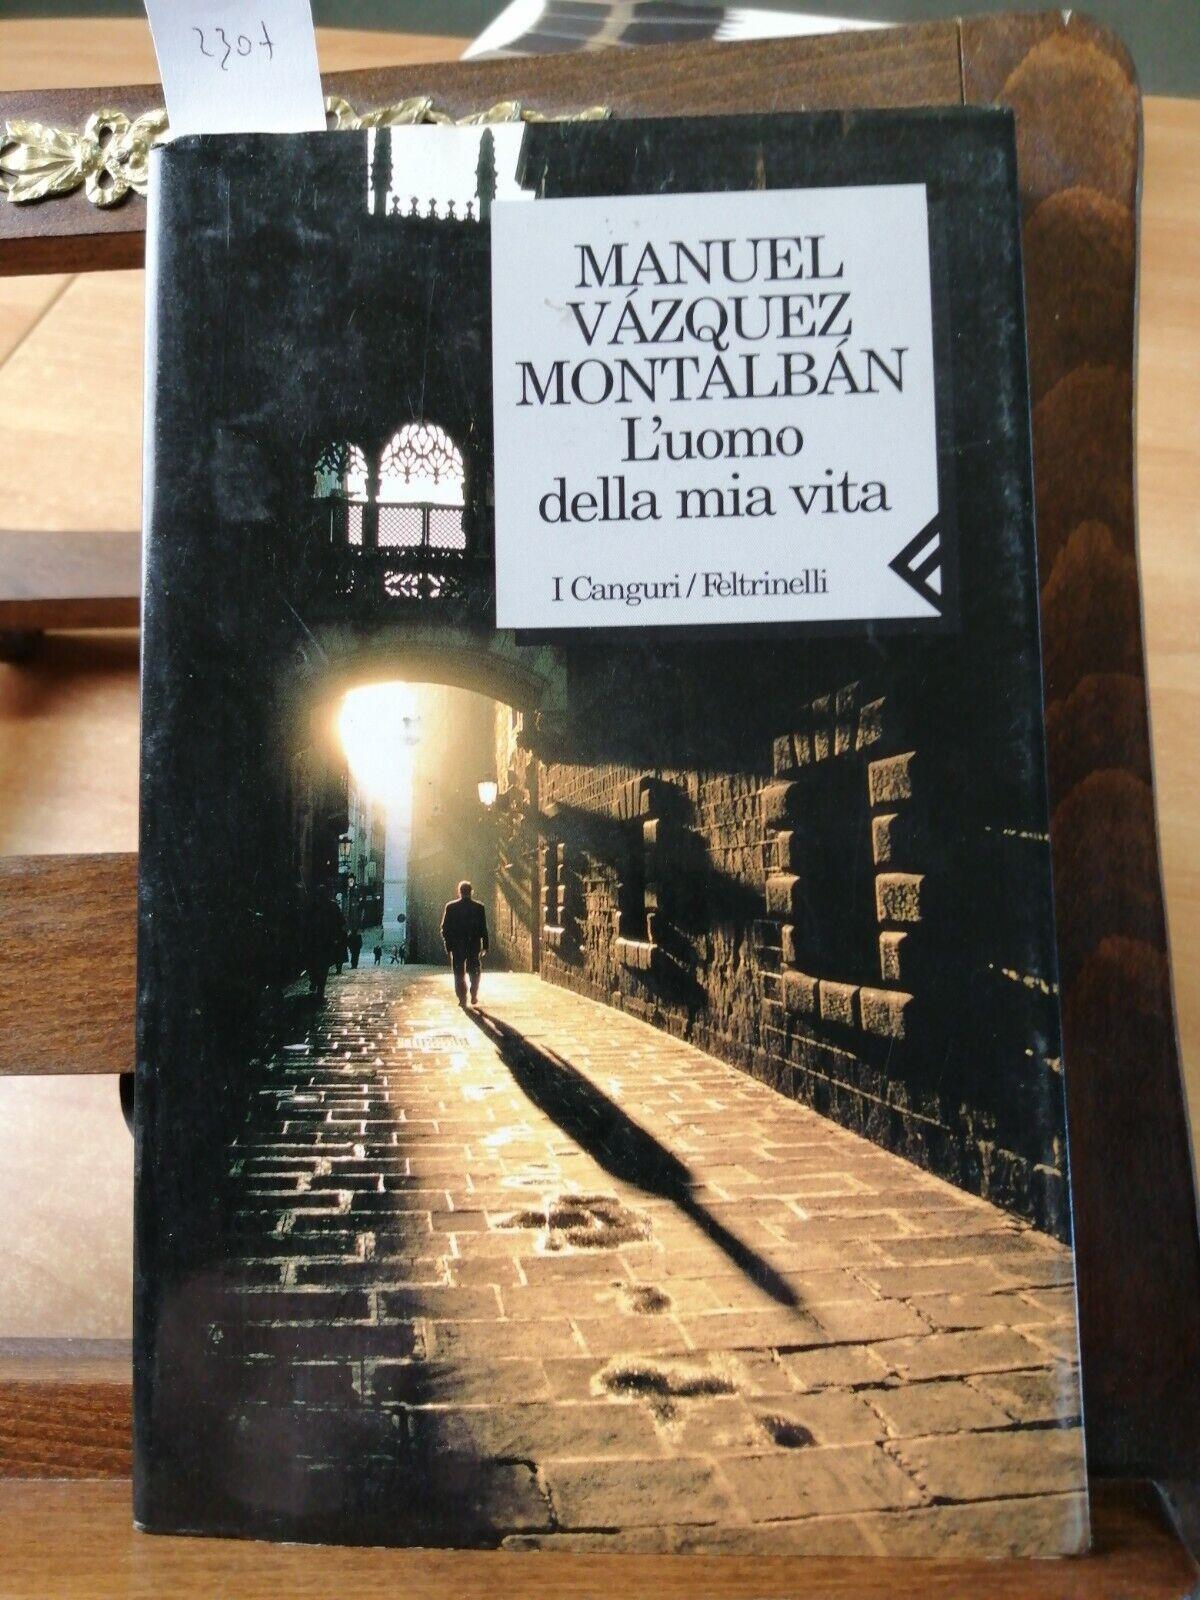 2307
MANUEL
VÁZQUEZ
MONTALBÁN
L'uomo
della mia vita
I Canguri/Feltrinelli